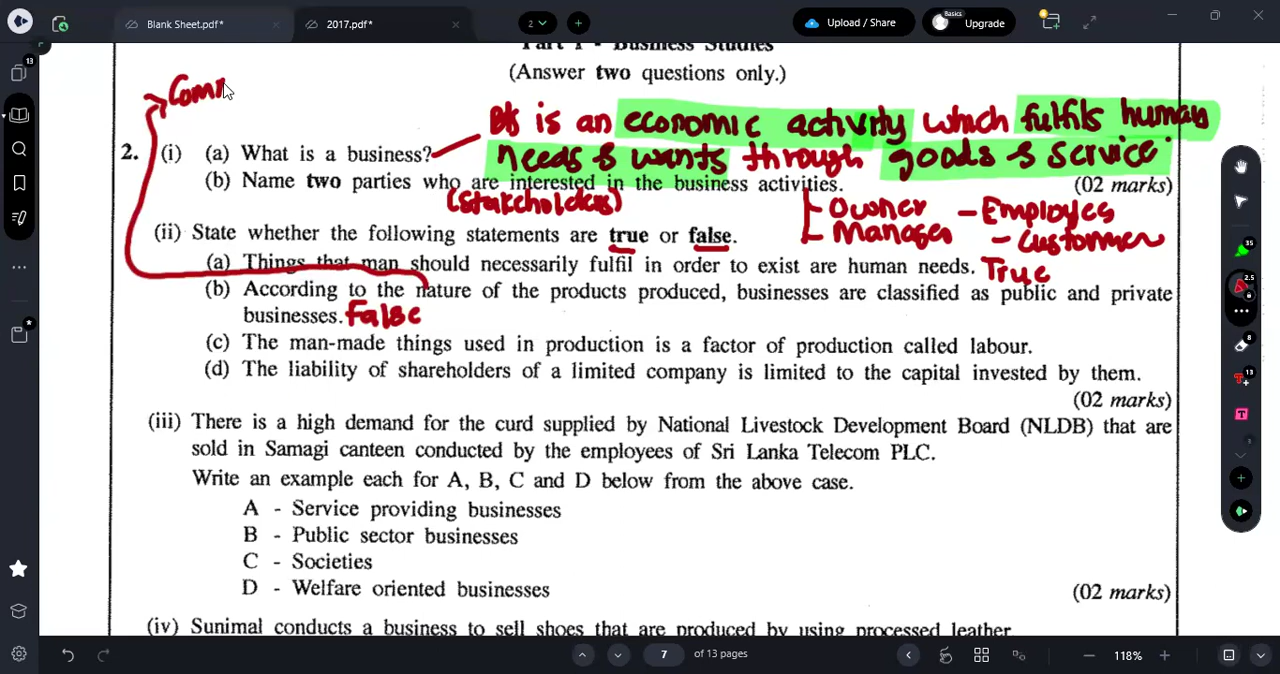 Blank Sheet.pdf*
2017.pdf*
2
Upload / Share
Basics
Upgrade
8
(Answer two questions only.)
Com
is an economic activity which fulfils human
needs & wants through goods & service.
2. (i) (a) What is a business?
(b) Name two parties who are interested in the business activities. (02 marks)
(Stakeholders)
Owner - Employees
Manager - Customer
(ii) State whether the following statements are true or false.
(a) Things that man should necessarily fulfil in order to exist are human needs. True
(b) According to the nature of the products produced, businesses are classified as public and private
businesses. False
(c) The man-made things used in production is a factor of production called labour.
(d) The liability of shareholders of a limited company is limited to the capital invested by them.
(02 marks)
(iii) There is a high demand for the curd supplied by National Livestock Development Board (NLDB) that are
sold in Samagi canteen conducted by the employees of Sri Lanka Telecom PLC.
Write an example each for A, B, C and D below from the above case.
A - Service providing businesses
B - Public sector businesses
C - Societies
D - Welfare oriented businesses
(02 marks)
(iv) Sunimal conducts a business to sell shoes that are produced by using processed leather
13
35
2.5
8
13
7 of 13 pages
118%